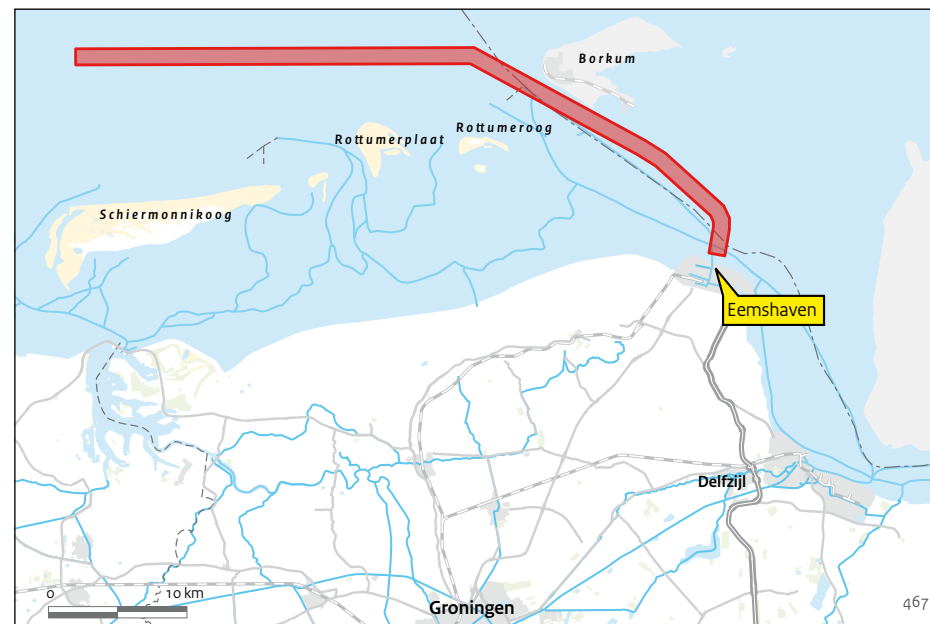 Borkum
Rottumeroog
Rottumerplaat
Schiermonnikoog
Eemshaven
Delfzijl
0 10 km
Groningen
467